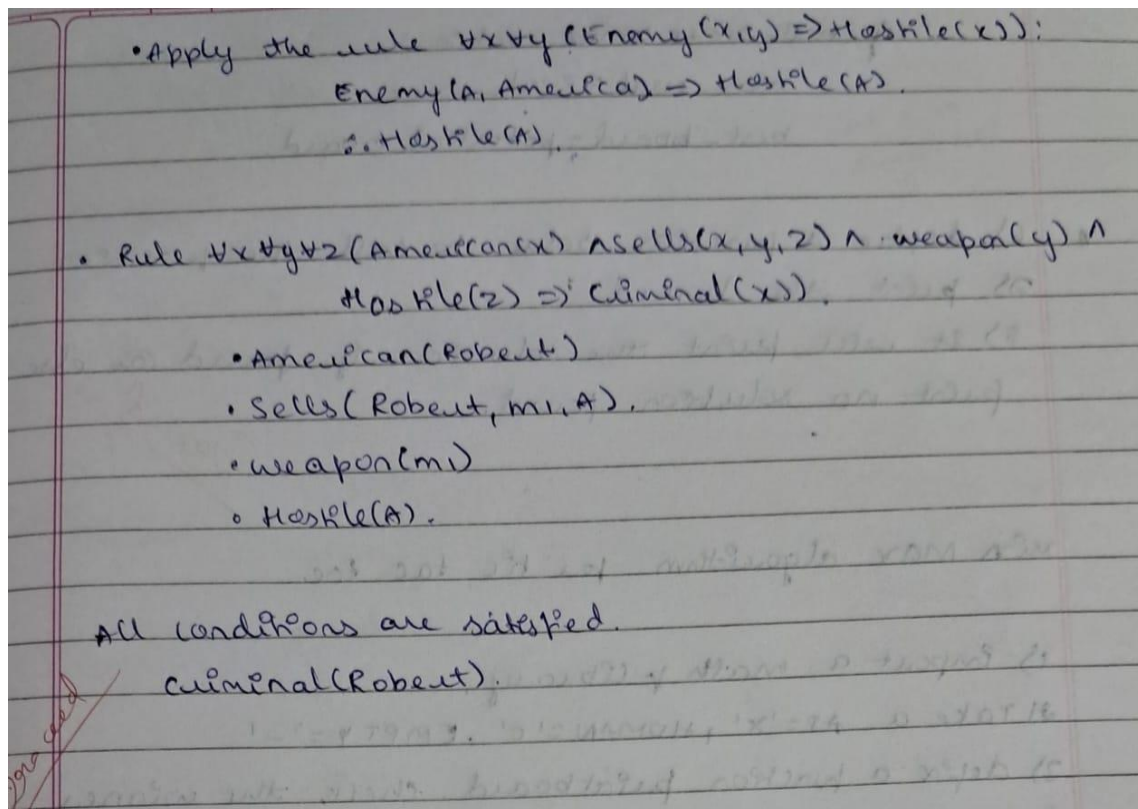 • Apply the rule ∀x∀y (Enemy(x,y) => Hostile(x)):
Enemy(A, America) => Hostile(A).
∴ Hostile(A).
• Rule ∀x∀y∀z(American(x) ∧ sells(x,y,z) ∧ weapon(y) ∧
Hostile(z) => Criminal(x)).
• American(Robert)
• Sells(Robert, m1, A).
• weapon(m1)
• Hostile(A).
All conditions are satisfied.
Criminal(Robert).